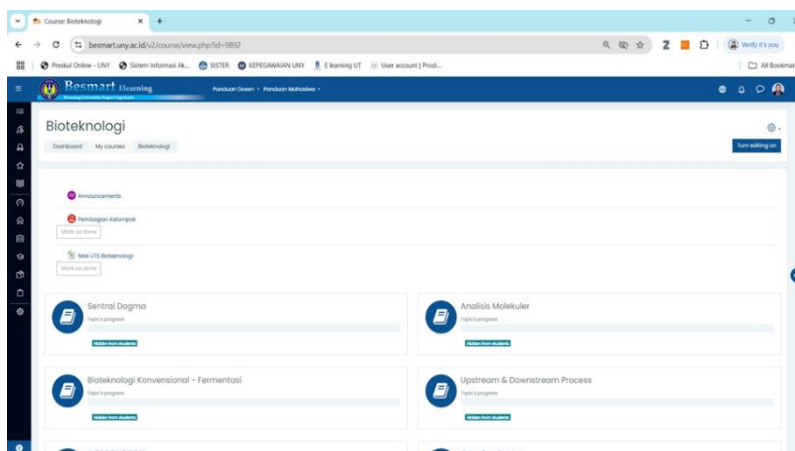 Course: Bioteknologi
besmart.uny.ac.id/v2/course/view.php?id=9892
Verify it's you
Preskul Online - UNY
Sistem Informasi Ak...
SISTER
KEPEGAWAIAN UNY
E learning UT
User account | Prodi...
All Bookmar
Besmart Elearning
Panduan Dosen
Panduan Mahasiswa
Bioteknologi
Dashboard
My courses
Bioteknologi
Turn editing on
Announcements
Pembagian Kelompok
Mark as done
Nilai UTS Bioteknologi
Mark as done
Sentral Dogma
Topic's progress
Hidden from students
Analisis Molekuler
Topic's progress
Hidden from students
Bioteknologi Konvensional - Fermentasi
Topic's progress
Hidden from students
Upstream & Downstream Process
Topic's progress
Hidden from students